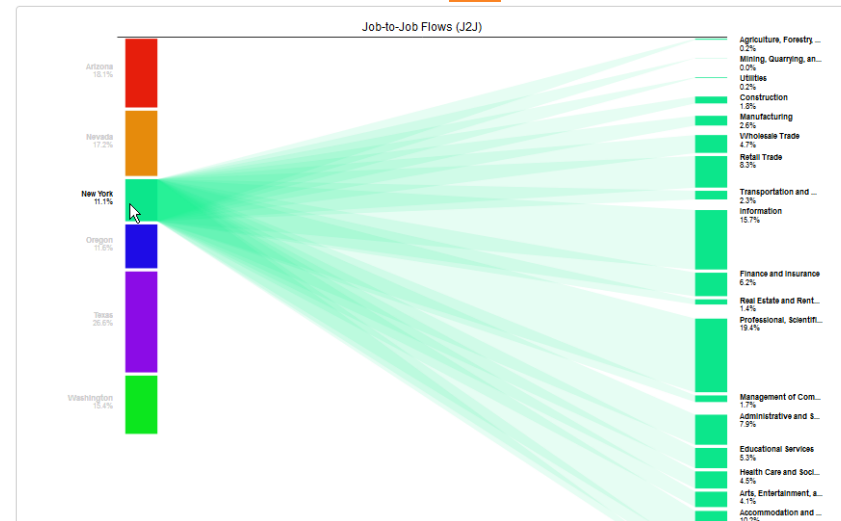 Job-to-Job Flows (J2J)
Arizona
18.1%
Nevada
17.2%
New York
11.1%
Oregon
11.6%
Texas
26.6%
Washington
15.4%
Agriculture, Forestry, ...
0.2%
Mining, Quarrying, an...
0.0%
Utilities
0.2%
Construction
1.8%
Manufacturing
2.6%
Wholesale Trade
4.7%
Retail Trade
8.3%
Transportation and ...
2.3%
Information
15.7%
Finance and Insurance
6.2%
Real Estate and Rent...
1.4%
Professional, Scientifi...
19.4%
Management of Com...
1.7%
Administrative and S...
7.9%
Educational Services
5.3%
Health Care and Soci...
4.5%
Arts, Entertainment, a...
4.1%
Accommodation and ...
10.2%